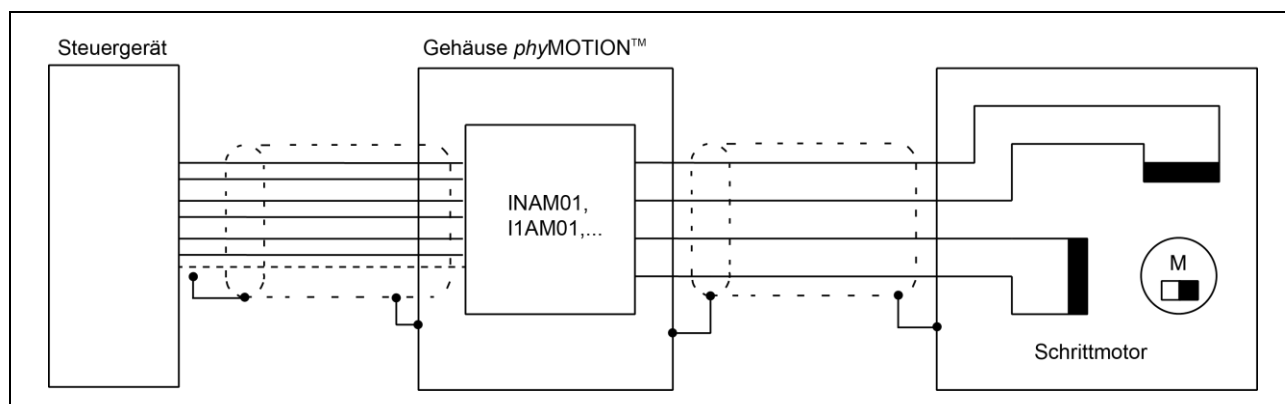 Steuergerät
Gehäuse phyMOTION™
INAM01,
I1AM01,...
M
Schrittmotor